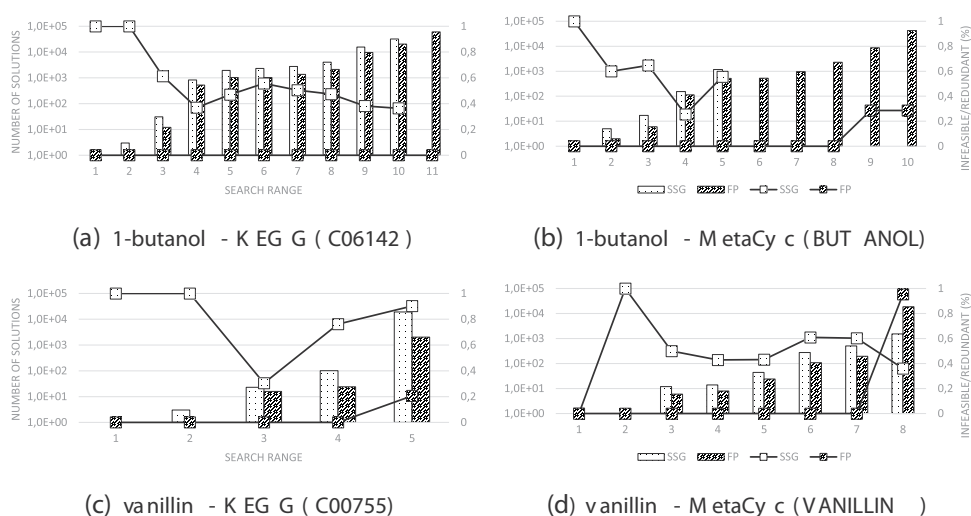 NUMBER OF SOLUTIONS
1,0E+05
1,0E+04
1,0E+03
1,0E+02
1,0E+01
1,0E+00
1
0,8
0,6
0,4
0,2
0
1 2 3 4 5 6 7 8 9 10 11
SEARCH RANGE
(a) 1-butanol - K EG G ( C06142 )
1,0E+05
1,0E+04
1,0E+03
1,0E+02
1,0E+01
1,0E+00
1
0,8
0,6
0,4
0,2
0
INFEASIBLE/REDUNDANT (%)
1 2 3 4 5 6 7 8 9 10
SSG FP SSG FP
(b) 1-butanol - M etaCy c (BUT ANOL)
NUMBER OF SOLUTIONS
1,0E+05
1,0E+04
1,0E+03
1,0E+02
1,0E+01
1,0E+00
1
0,8
0,6
0,4
0,2
0
1 2 3 4 5
SEARCH RANGE
(c) vanillin - K EG G ( C00755)
1,0E+05
1,0E+04
1,0E+03
1,0E+02
1,0E+01
1,0E+00
1
0,8
0,6
0,4
0,2
0
INFEASIBLE/REDUNDANT (%)
1 2 3 4 5 6 7 8
SSG FP SSG FP
(d) vanillin - M etaCy c (V ANILLIN )